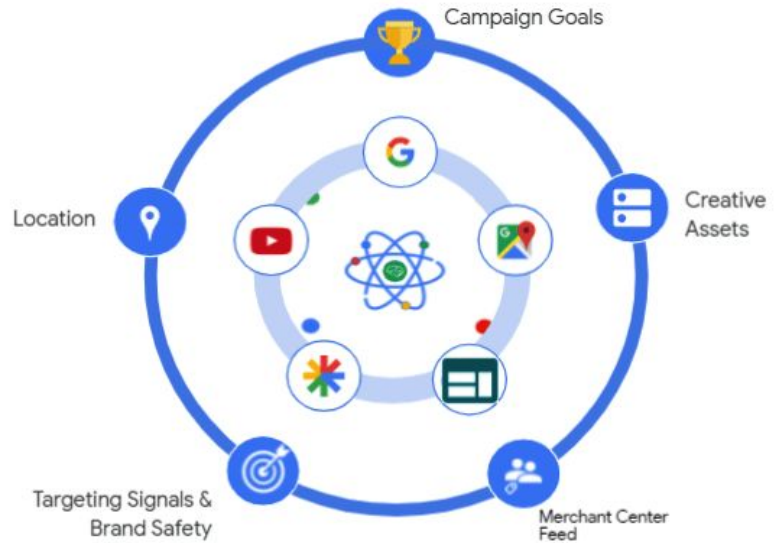 Campaign Goals
Creative
Assets
Location
Targeting Signals &
Brand Safety
Merchant Center
Feed